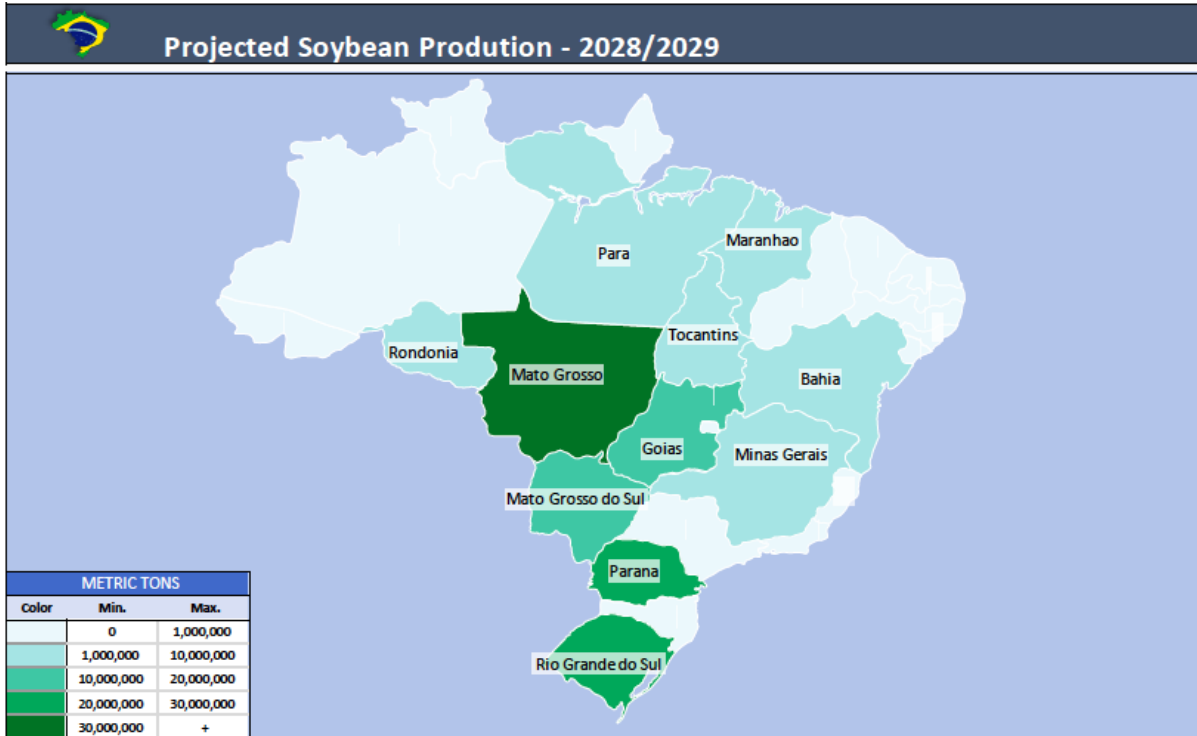 Projected Soybean Prodution - 2028/2029
Para
Maranhao
Tocantins
Rondonia
Mato Grosso
Bahia
Goias
Minas Gerais
Mato Grosso do Sul
Parana
Rio Grande do Sul
METRIC TONS
Color Min. Max.
0 1,000,000
1,000,000 10,000,000
10,000,000 20,000,000
20,000,000 30,000,000
30,000,000 +